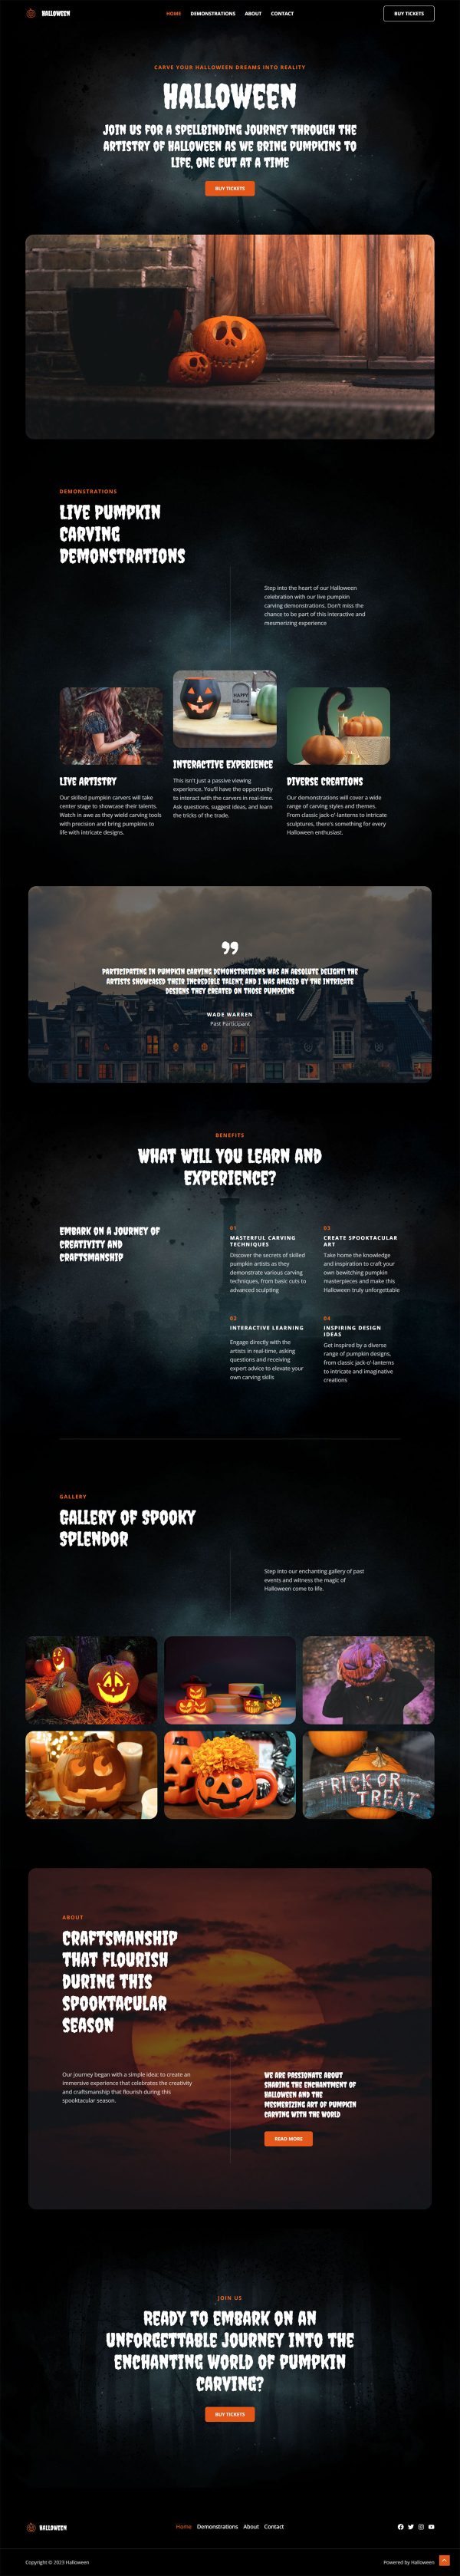 HALLOWEEN
HOME DEMONSTRATIONS ABOUT CONTACT
BUY TICKETS
CARVE YOUR HALLOWEEN DREAMS INTO REALITY
HALLOWEEN
JOIN US FOR A SPELLBINDING JOURNEY THROUGH THE
ARTISTRY OF HALLOWEEN AS WE BRING PUMPKINS TO
LIFE, ONE CUT AT A TIME
BUY TICKETS
DEMONSTRATIONS
LIVE PUMPKIN
CARVING
DEMONSTRATIONS
Step into the heart of our Halloween
celebration with our live pumpkin
carving demonstrations. Don't miss the
chance to be part of this interactive and
mesmerizing experience
HAPPY
LIVE ARTISTRY
Our skilled pumpkin carvers will take
center stage to showcase their talents.
Watch in awe as they wield carving tools
with precision and bring pumpkins to
life with intricate designs.
INTERACTIVE EXPERIENCE
This isn't just a passive viewing
experience. You'll have the opportunity
to interact with the carvers in real-time.
Ask questions, suggest ideas, and learn
the tricks of the trade.
DIVERSE CREATIONS
Our demonstrations will cover a wide
range of carving styles and themes.
From classic jack-o'-lanterns to intricate
sculptures, there's something for every
Halloween enthusiast.
PARTICIPATING IN PUMPKIN CARVING DEMONSTRATIONS WAS AN ABSOLUTE DELIGHT! THE
ARTISTS SHOWCASED THEIR INCREDIBLE TALENT, AND I WAS AMAZED BY THE INTRICATE
DESIGNS THEY CREATED ON THOSE PUMPKINS
WADE WARREN
Past Participant
BENEFITS
WHAT WILL YOU LEARN AND
EXPERIENCE?
EMBARK ON A JOURNEY OF
CREATIVITY AND
CRAFTSMANSHIP
01
MASTERFUL CARVING
TECHNIQUES
Discover the secrets of skilled
pumpkin artists as they
demonstrate various carving
techniques, from basic cuts to
advanced sculpting
03
CREATE SPOOKTACULAR
ART
Take home the knowledge
and inspiration to craft your
own bewitching pumpkin
masterpieces and make this
Halloween truly unforgettable
02
INTERACTIVE LEARNING
Engage directly with the
artists in real-time, asking
questions and receiving
expert advice to elevate your
own carving skills
04
INSPIRING DESIGN
IDEAS
Get inspired by a diverse
range of pumpkin designs,
from classic jack-o'-lanterns
to intricate and imaginative
creations
GALLERY
GALLERY OF SPOOKY
SPLENDOR
Step into our enchanting gallery of past
events and witness the magic of
Halloween come to life.
TRICK OR
TREAT
ABOUT
CRAFTSMANSHIP
THAT FLOURISH
DURING THIS
SPOOKTACULAR
SEASON
Our journey began with a simple idea: to create an
immersive experience that celebrates the creativity
and craftsmanship that flourish during this
spooktacular season.
WE ARE PASSIONATE ABOUT
SHARING THE ENCHANTMENT OF
HALLOWEEN AND THE
MESMERIZING ART OF PUMPKIN
CARVING WITH THE WORLD
READ MORE
JOIN US
READY TO EMBARK ON AN
UNFORGETTABLE JOURNEY INTO THE
ENCHANTING WORLD OF PUMPKIN
CARVING?
BUY TICKETS
HALLOWEEN
Home Demonstrations About Contact
Copyright © 2023 Halloween
Powered by Halloween